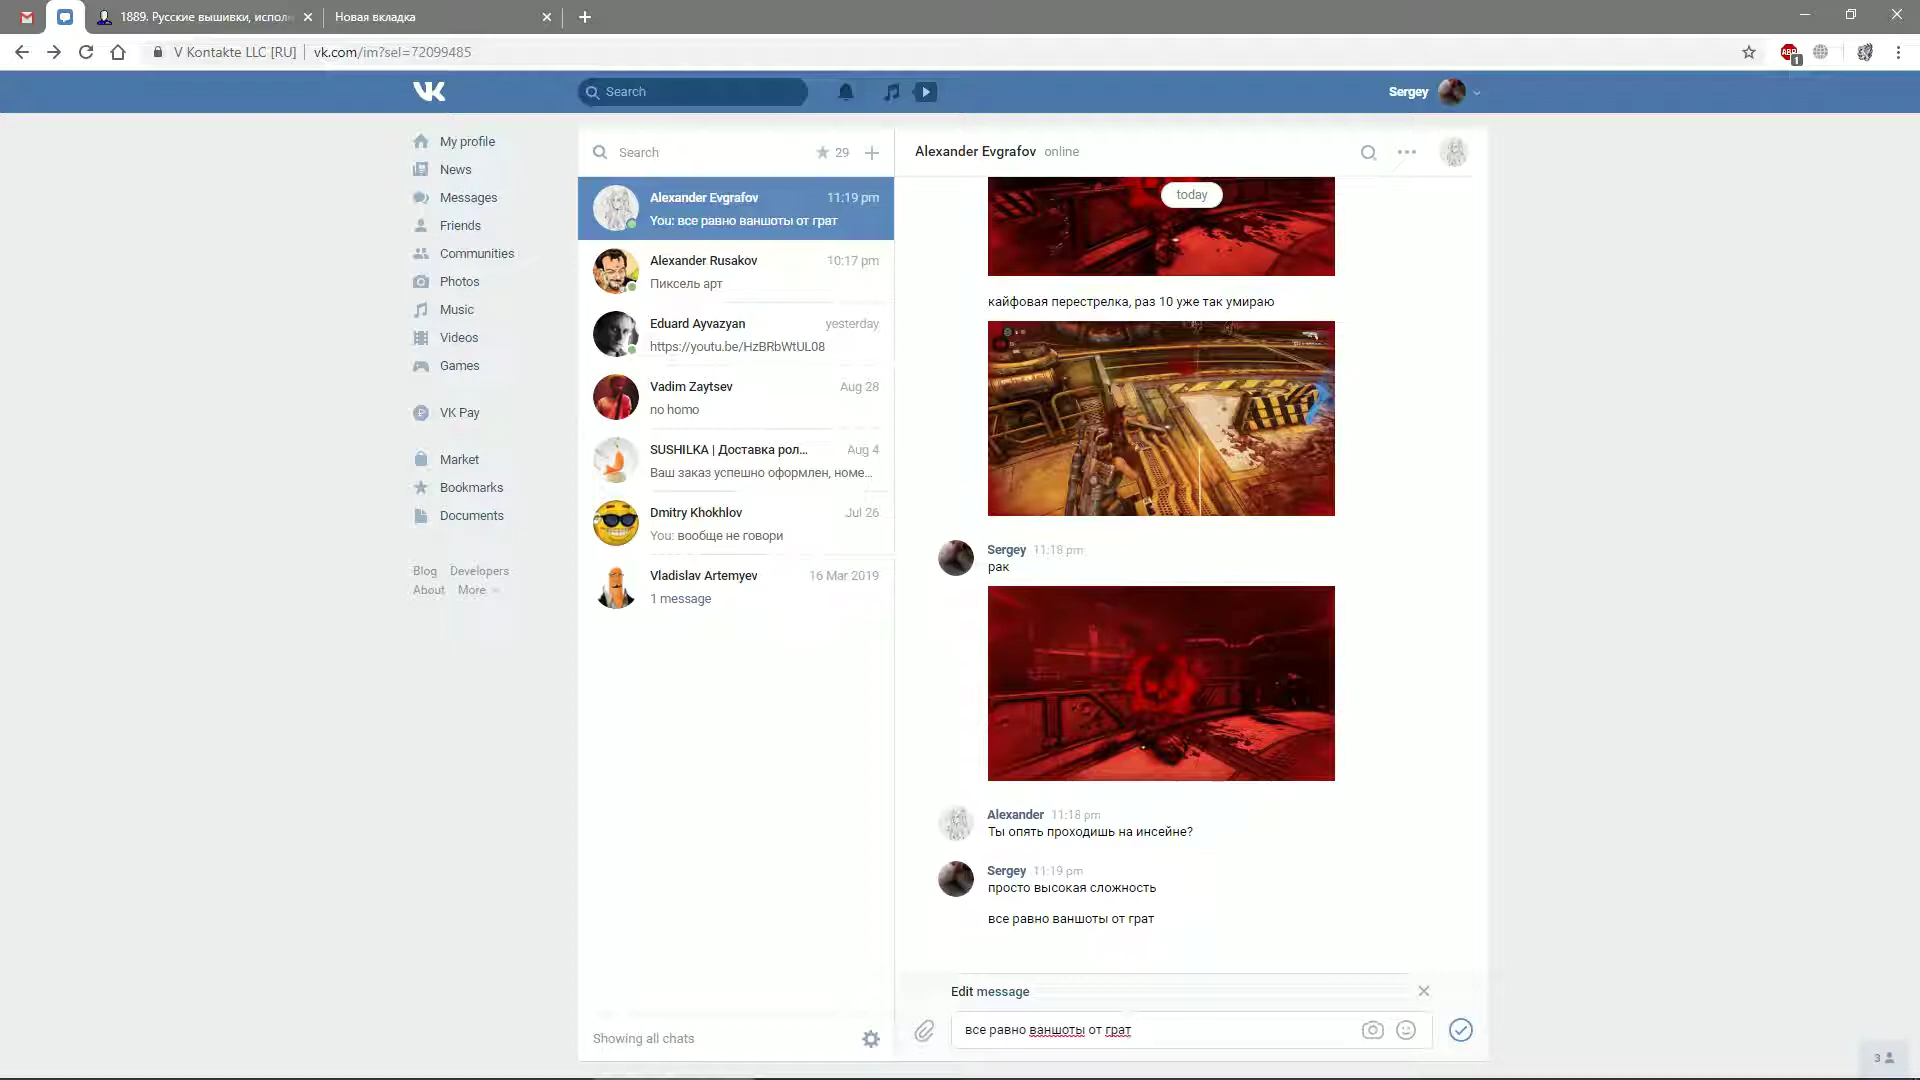 1889. Русские вышивки, испол
Новая вкладка
V Kontakte LLC [RU]
vk.com/im?sel=72099485
ABP
1
Search
Sergey
My profile
News
Messages
Friends
Communities
Photos
Music
Videos
Games
VK Pay
Market
Bookmarks
Documents
Blog Developers
About More
Search
29
Alexander Evgrafov 11:19 pm
You: все равно ваншоты от грат
Alexander Rusakov 10:17 pm
Пиксель арт
Eduard Ayvazyan yesterday
https://youtu.be/HzBRbWtUL08
Vadim Zaytsev Aug 28
no homo
SUSHILKA | Доставка рол... Aug 4
Ваш заказ успешно оформлен, номе...
Dmitry Khokhlov Jul 26
You: вообще не говори
Vladislav Artemyev 16 Mar 2019
1 message
Showing all chats
Alexander Evgrafov online
today
кайфовая перестрелка, раз 10 уже так умираю
Sergey 11:18 pm
рак
Alexander 11:18 pm
Ты опять проходишь на инсейне?
Sergey 11:19 pm
просто высокая сложность
все равно ваншоты от грат
Edit message
все равно ваншоты от грат
3